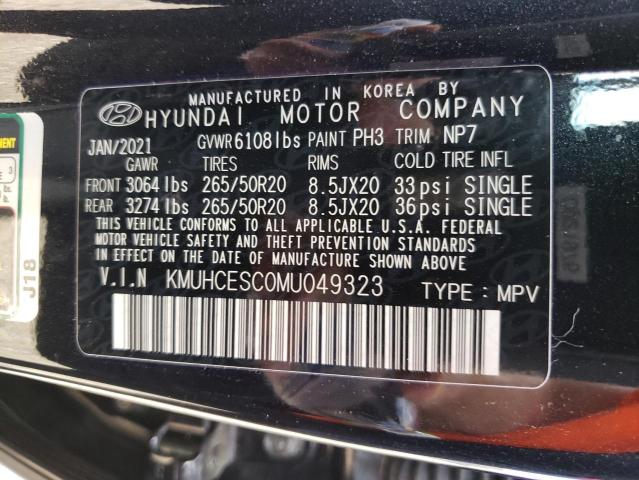 MANUFACTURED IN KOREA BY
HYUNDAI MOTOR COMPANY
JAN/2021 GVWR 6108lbs PAINT PH3 TRIM NP7
GAWR TIRES RIMS COLD TIRE INFL
FRONT 3064 lbs 265/50R20 8.5JX20 33 psi SINGLE
REAR 3274 lbs 265/50R20 8.5JX20 36 psi SINGLE
THIS VEHICLE CONFORMS TO ALL APPLICABLE U.S.A. FEDERAL
MOTOR VEHICLE SAFETY AND THEFT PREVENTION STANDARDS
IN EFFECT ON THE DATE OF MANUFACTURE SHOWN ABOVE
V.I.N KMUHCESC0MU049323 TYPE : MPV
J18